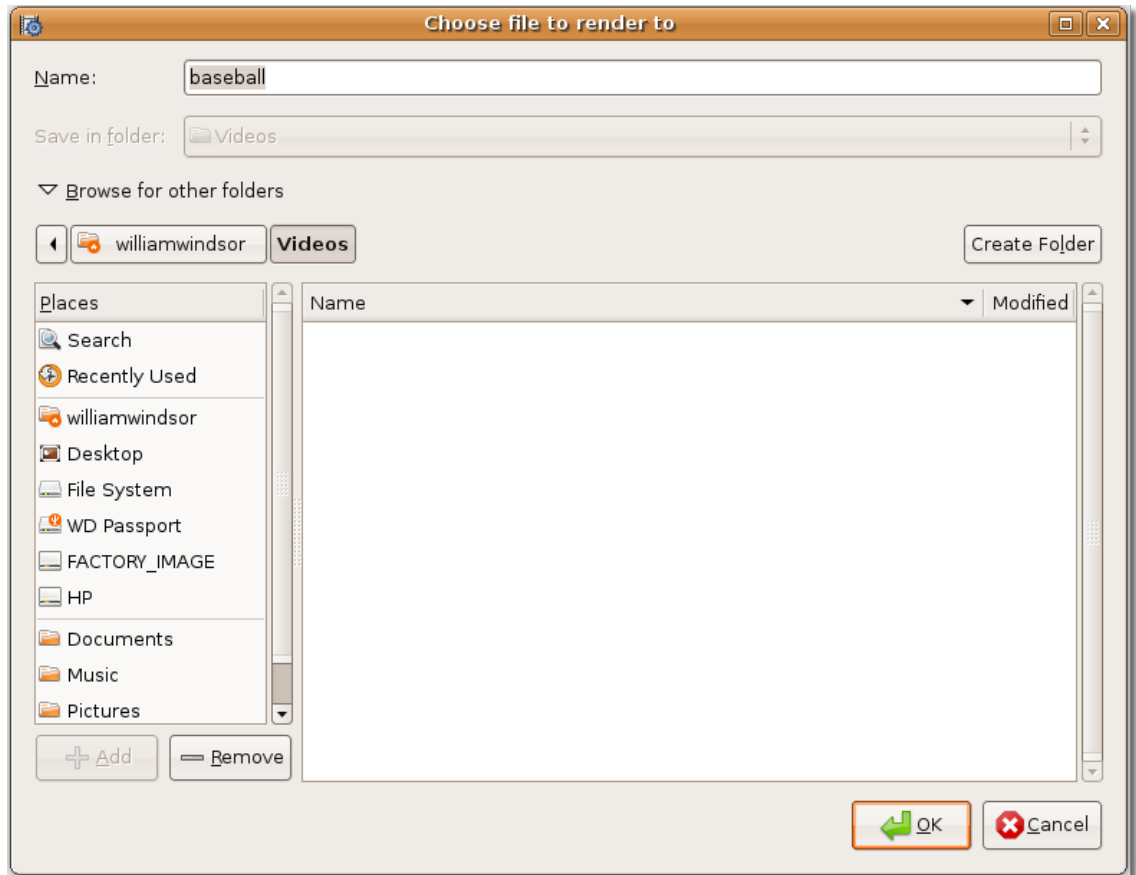 Choose file to render to
Name: baseball
Save in folder: Videos
Browse for other folders
williamwindsor Videos Create Folder
Places Name Modified
Search
Recently Used
williamwindsor
Desktop
File System
WD Passport
FACTORY_IMAGE
HP
Documents
Music
Pictures
Add Remove
OK Cancel